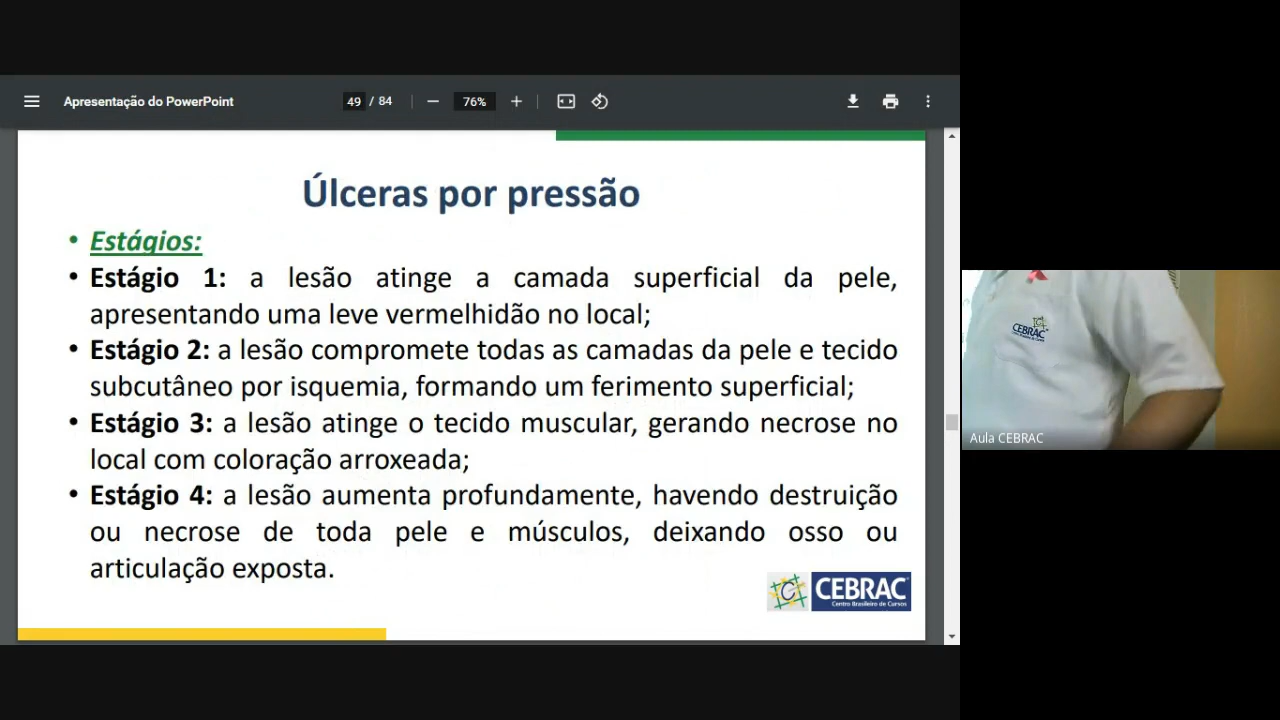 Apresentação do PowerPoint
49 / 84
76%
Úlceras por pressão
• Estágios:
• Estágio 1: a lesão atinge a camada superficial da pele,
apresentando uma leve vermelhidão no local;
• Estágio 2: a lesão compromete todas as camadas da pele e tecido
subcutâneo por isquemia, formando um ferimento superficial;
• Estágio 3: a lesão atinge o tecido muscular, gerando necrose no
local com coloração arroxeada;
• Estágio 4: a lesão aumenta profundamente, havendo destruição
ou necrose de toda pele e músculos, deixando osso ou
articulação exposta.
C
CEBRAC
Centro Brasileiro de Cursos
CEBRAC
Aula CEBRAC